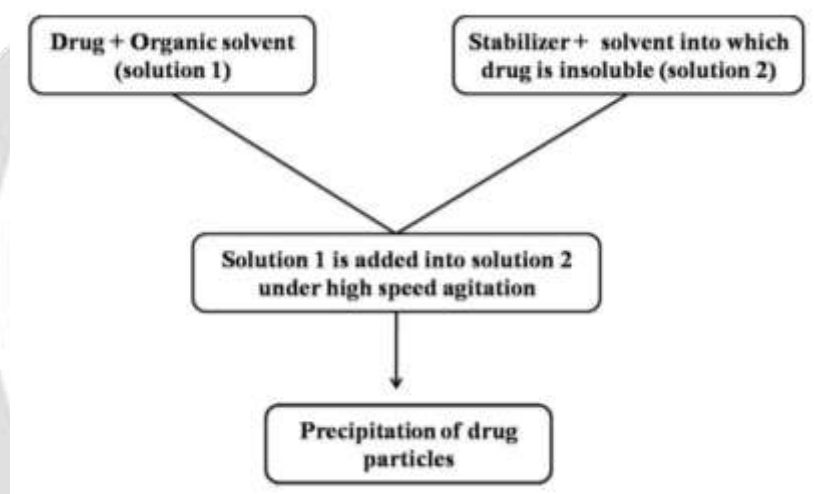 Drug + Organic solvent
(solution 1)
Stabilizer + solvent into which
drug is insoluble (solution 2)
Solution 1 is added into solution 2
under high speed agitation
Precipitation of drug
particles